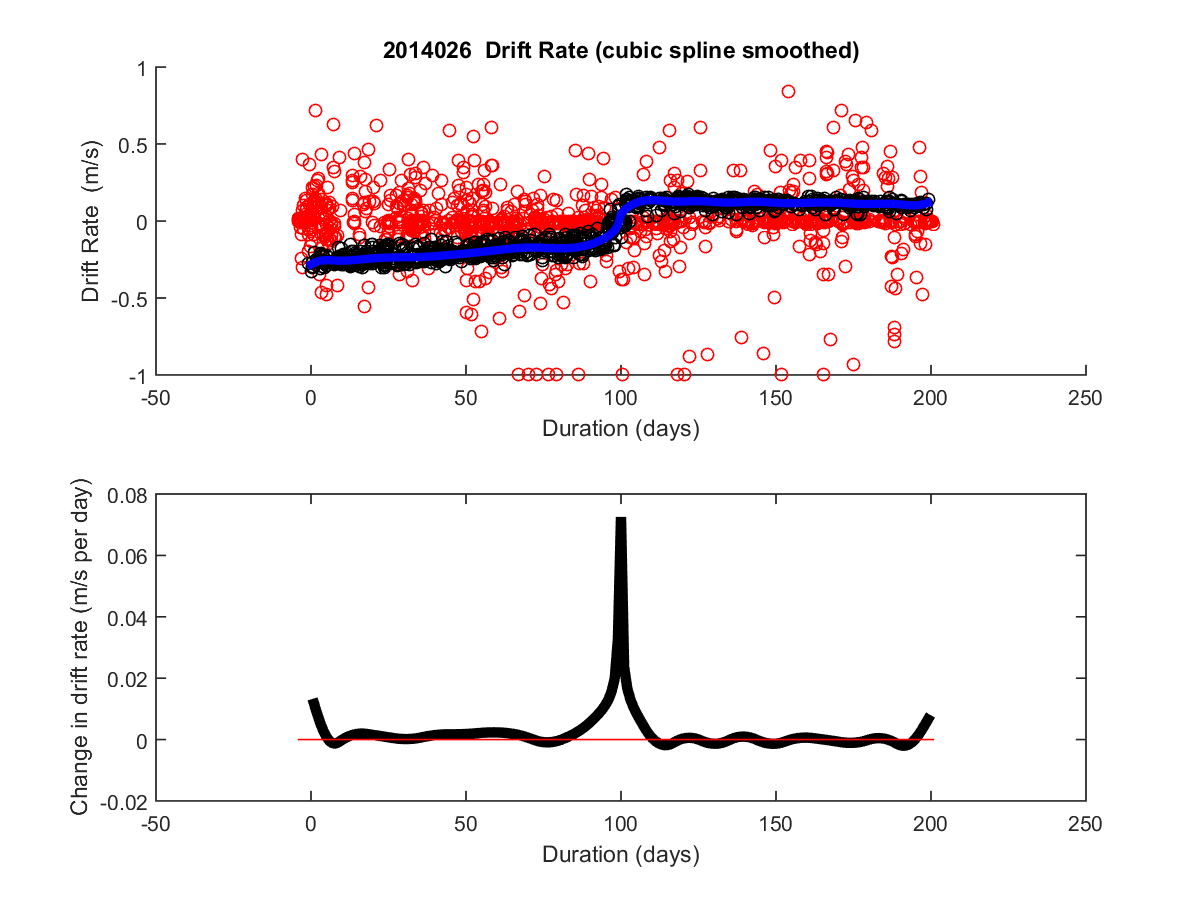 2014026 Drift Rate (cubic spline smoothed)
1
0.5
0
-0.5
-1
Drift Rate (m/s)
-50 0 50 100 150 200 250
Duration (days)
0.08
0.06
0.04
0.02
0
-0.02
Change in drift rate (m/s per day)
-50 0 50 100 150 200 250
Duration (days)